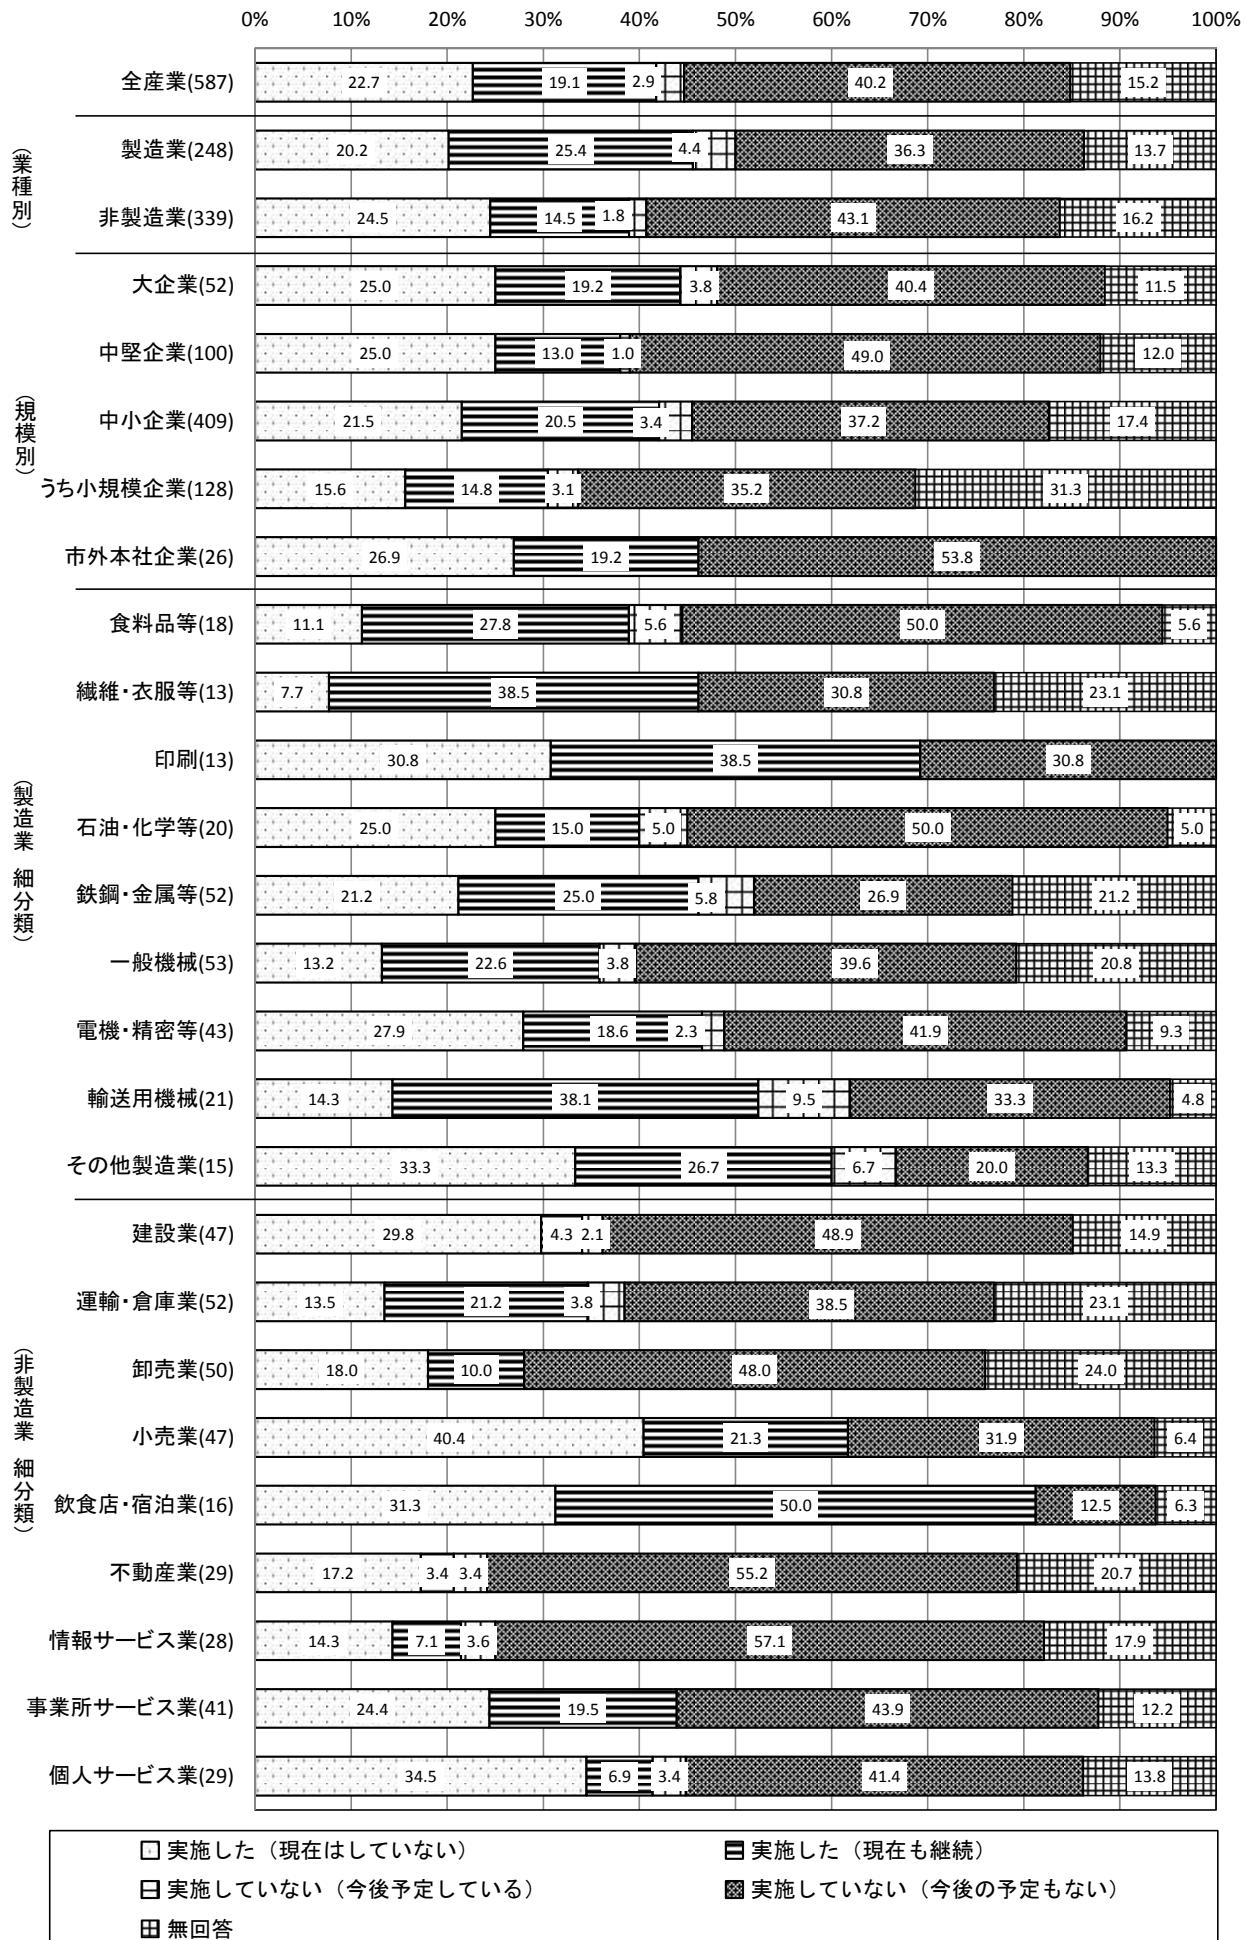 0% 10% 20% 30% 40% 50% 60% 70% 80% 90% 100%
全産業(587) 22.7 19.1 2.9 40.2 15.2
(業種別)
製造業(248) 20.2 25.4 4.4 36.3 13.7
非製造業(339) 24.5 14.5 1.8 43.1 16.2
(規模別)
大企業(52) 25.0 19.2 3.8 40.4 11.5
中堅企業(100) 25.0 13.0 1.0 49.0 12.0
中小企業(409) 21.5 20.5 3.4 37.2 17.4
うち小規模企業(128) 15.6 14.8 3.1 35.2 31.3
市外本社企業(26) 26.9 19.2 53.8
(製造業 細分類)
食料品等(18) 11.1 27.8 5.6 50.0 5.6
繊維・衣服等(13) 7.7 38.5 30.8 23.1
印刷(13) 30.8 38.5 30.8
石油・化学等(20) 25.0 15.0 5.0 50.0 5.0
鉄鋼・金属等(52) 21.2 25.0 5.8 26.9 21.2
一般機械(53) 13.2 22.6 3.8 39.6 20.8
電機・精密等(43) 27.9 18.6 2.3 41.9 9.3
輸送用機械(21) 14.3 38.1 9.5 33.3 4.8
その他製造業(15) 33.3 26.7 6.7 20.0 13.3
(非製造業 細分類)
建設業(47) 29.8 4.3 2.1 48.9 14.9
運輸・倉庫業(52) 13.5 21.2 3.8 38.5 23.1
卸売業(50) 18.0 10.0 48.0 24.0
小売業(47) 40.4 21.3 31.9 6.4
飲食店・宿泊業(16) 31.3 50.0 12.5 6.3
不動産業(29) 17.2 3.4 3.4 55.2 20.7
情報サービス業(28) 14.3 7.1 3.6 57.1 17.9
事業所サービス業(41) 24.4 19.5 43.9 12.2
個人サービス業(29) 34.5 6.9 3.4 41.4 13.8
実施した（現在はしていない） 実施した（現在も継続）
実施していない（今後予定している） 実施していない（今後の予定もない）
無回答